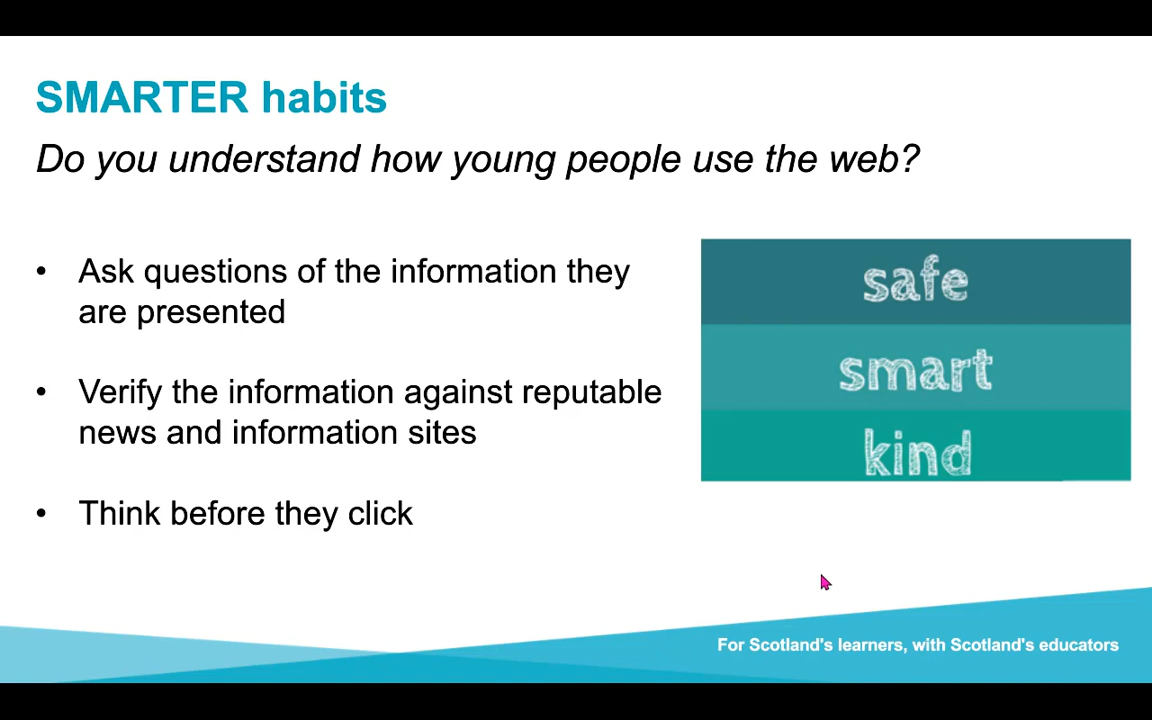 SMARTER habits
Do you understand how young people use the web?
• Ask questions of the information they
are presented
• Verify the information against reputable
news and information sites
• Think before they click
safe
smart
kind
For Scotland's learners, with Scotland's educators